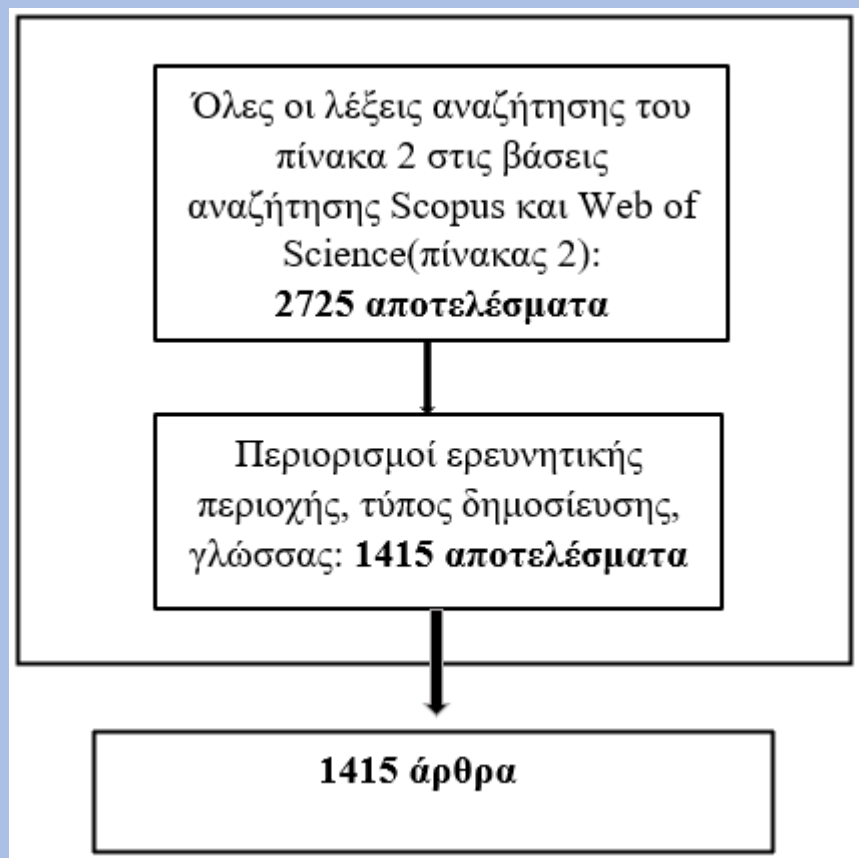 Όλες οι λέξεις αναζήτησης του
πίνακα 2 στις βάσεις
αναζήτησης Scopus και Web of
Science(πίνακας 2):
2725 αποτελέσματα
Περιορισμοί ερευνητικής
περιοχής, τύπος δημοσίευσης,
γλώσσας: 1415 αποτελέσματα
1415 άρθρα